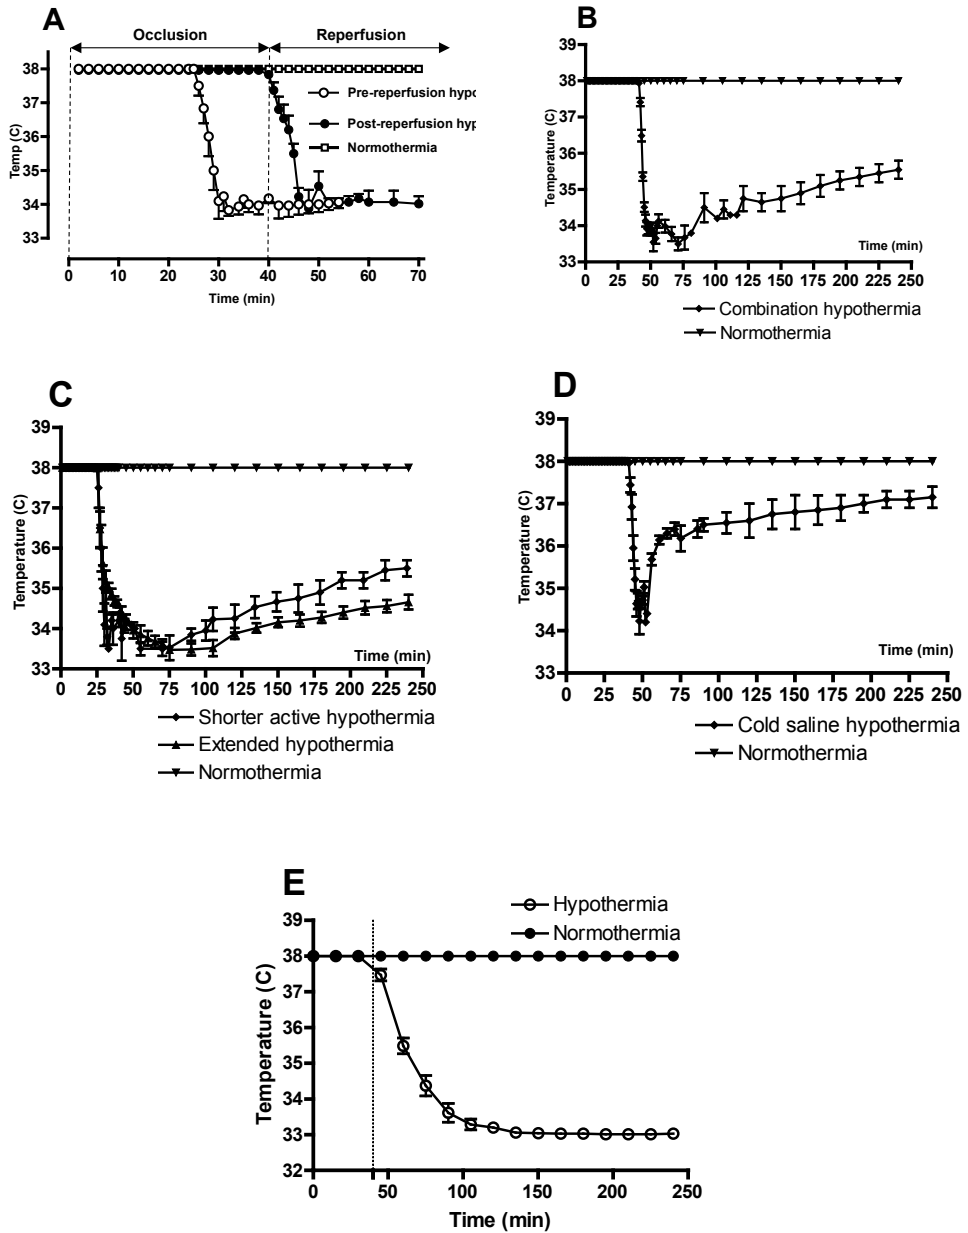 A
Occlusion
Reperfusion
Temp (C)
38
37
36
35
34
33
Pre-reperfusion hypo
Post-reperfusion hyp
Normothermia
0 10 20 30 40 50 60 70
Time (min)
B
Temperature (C)
39
38
37
36
35
34
33
Time (min)
0 25 50 75 100 125 150 175 200 225 250
Combination hypothermia
Normothermia
C
Temperature (C)
39
38
37
36
35
34
33
Time (min)
0 25 50 75 100 125 150 175 200 225 250
Shorter active hypothermia
Extended hypothermia
Normothermia
D
Temperature (C)
39
38
37
36
35
34
33
Time (min)
0 25 50 75 100 125 150 175 200 225 250
Cold saline hypothermia
Normothermia
E
Hypothermia
Normothermia
Temperature (C)
39
38
37
36
35
34
33
32
0 50 100 150 200 250
Time (min)